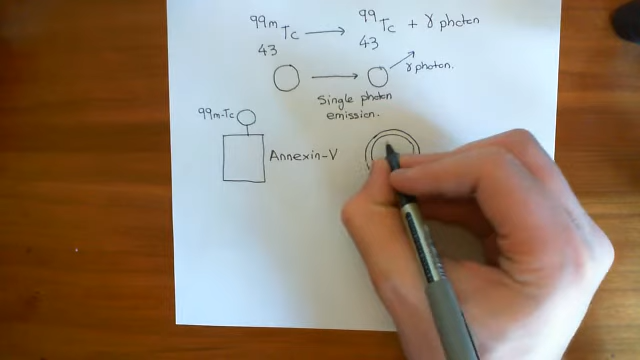 99m Tc → 99 Tc + γ photon
43 43
γ photon.
Single photon
emission.
99m-Tc
Annexin-V